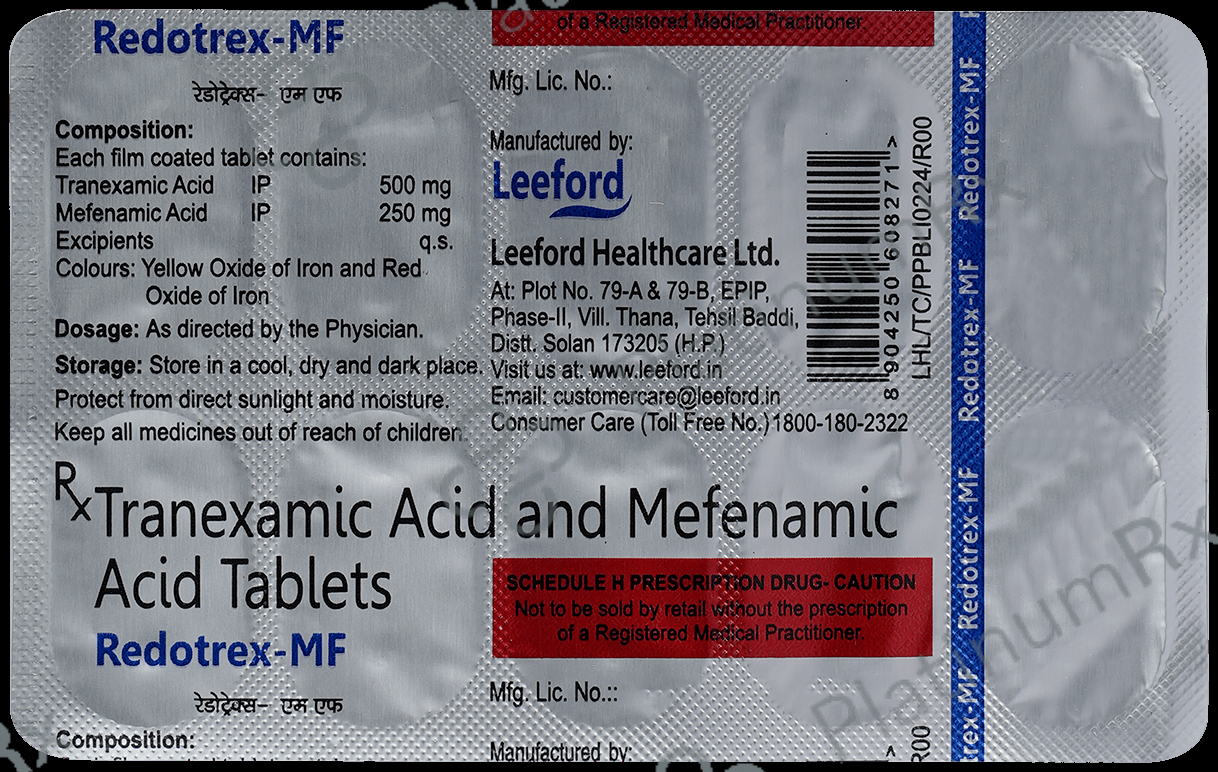 Redotrex-MF
रेडोट्रेक्स- एम एफ
Composition:
Each film coated tablet contains:
Tranexamic Acid IP 500 mg
Mefenamic Acid IP 250 mg
Excipients q.s.
Colours: Yellow Oxide of Iron and Red
Oxide of Iron
Dosage: As directed by the Physician.
Storage: Store in a cool, dry and dark place.
Protect from direct sunlight and moisture.
Keep all medicines out of reach of children.
of a Registered Medical Practitioner.
Mfg. Lic. No.:
Manufactured by:
Leeford
Leeford Healthcare Ltd.
At: Plot No. 79-A & 79-B, EPIP,
Phase-II, Vill. Thana, Tehsil Baddi,
Distt. Solan 173205 (H.P.)
Visit us at: www.leeford.in
Email: customercare@leeford.in
Consumer Care (Toll Free No.) 1800-180-2322
8 904250 608271 >
LHL/TC/PPBLI0224/R00
Rx Tranexamic Acid and Mefenamic
Acid Tablets
Redotrex-MF
रेडोट्रेक्स- एम एफ
Composition:
SCHEDULE H PRESCRIPTION DRUG- CAUTION
Not to be sold by retail without the prescription
of a Registered Medical Practitioner.
Mfg. Lic. No.::
Manufactured by:
R00 >
rex-MF Redotrex-MF Redotrex-MF Redotrex-MF
PlatinumRx